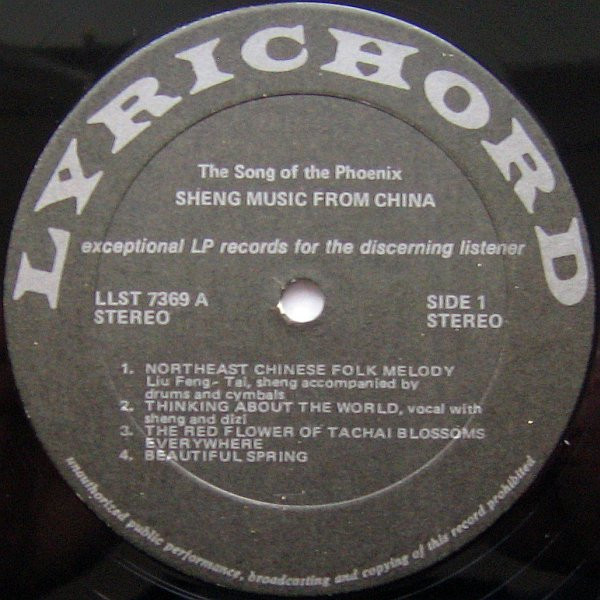 LYRICHORD
The Song of the Phoenix
SHENG MUSIC FROM CHINA
exceptional LP records for the discerning listener
LLST 7369 A
STEREO
SIDE 1
STEREO
1. NORTHEAST CHINESE FOLK MELODY
Liu Feng- Tai, sheng accompanied by
drums and cymbals
2. THINKING ABOUT THE WORLD, vocal with
sheng and dizi
3. THE RED FLOWER OF TACHAI BLOSSOMS
EVERYWHERE
4. BEAUTIFUL SPRING
unauthorized public performance, broadcasting and copying of this record prohibited